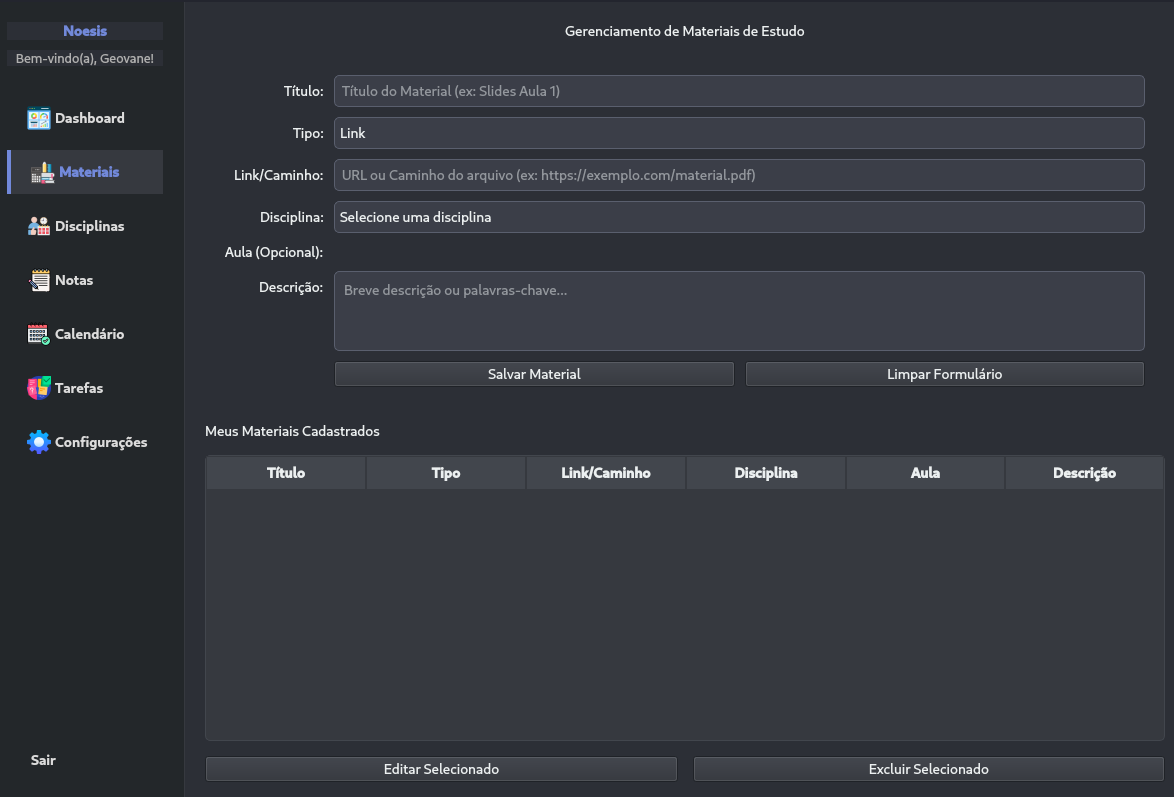 Noesis
Bem-vindo(a), Geovane!
Dashboard
Materiais
Disciplinas
Notas
Calendário
Tarefas
Configurações
Sair
Gerenciamento de Materiais de Estudo
Título: Título do Material (ex: Slides Aula 1)
Tipo: Link
Link/Caminho: URL ou Caminho do arquivo (ex: https://exemplo.com/material.pdf)
Disciplina: Selecione uma disciplina
Aula (Opcional):
Descrição: Breve descrição ou palavras-chave...
Salvar Material Limpar Formulário
Meus Materiais Cadastrados
Título Tipo Link/Caminho Disciplina Aula Descrição
Editar Selecionado Excluir Selecionado